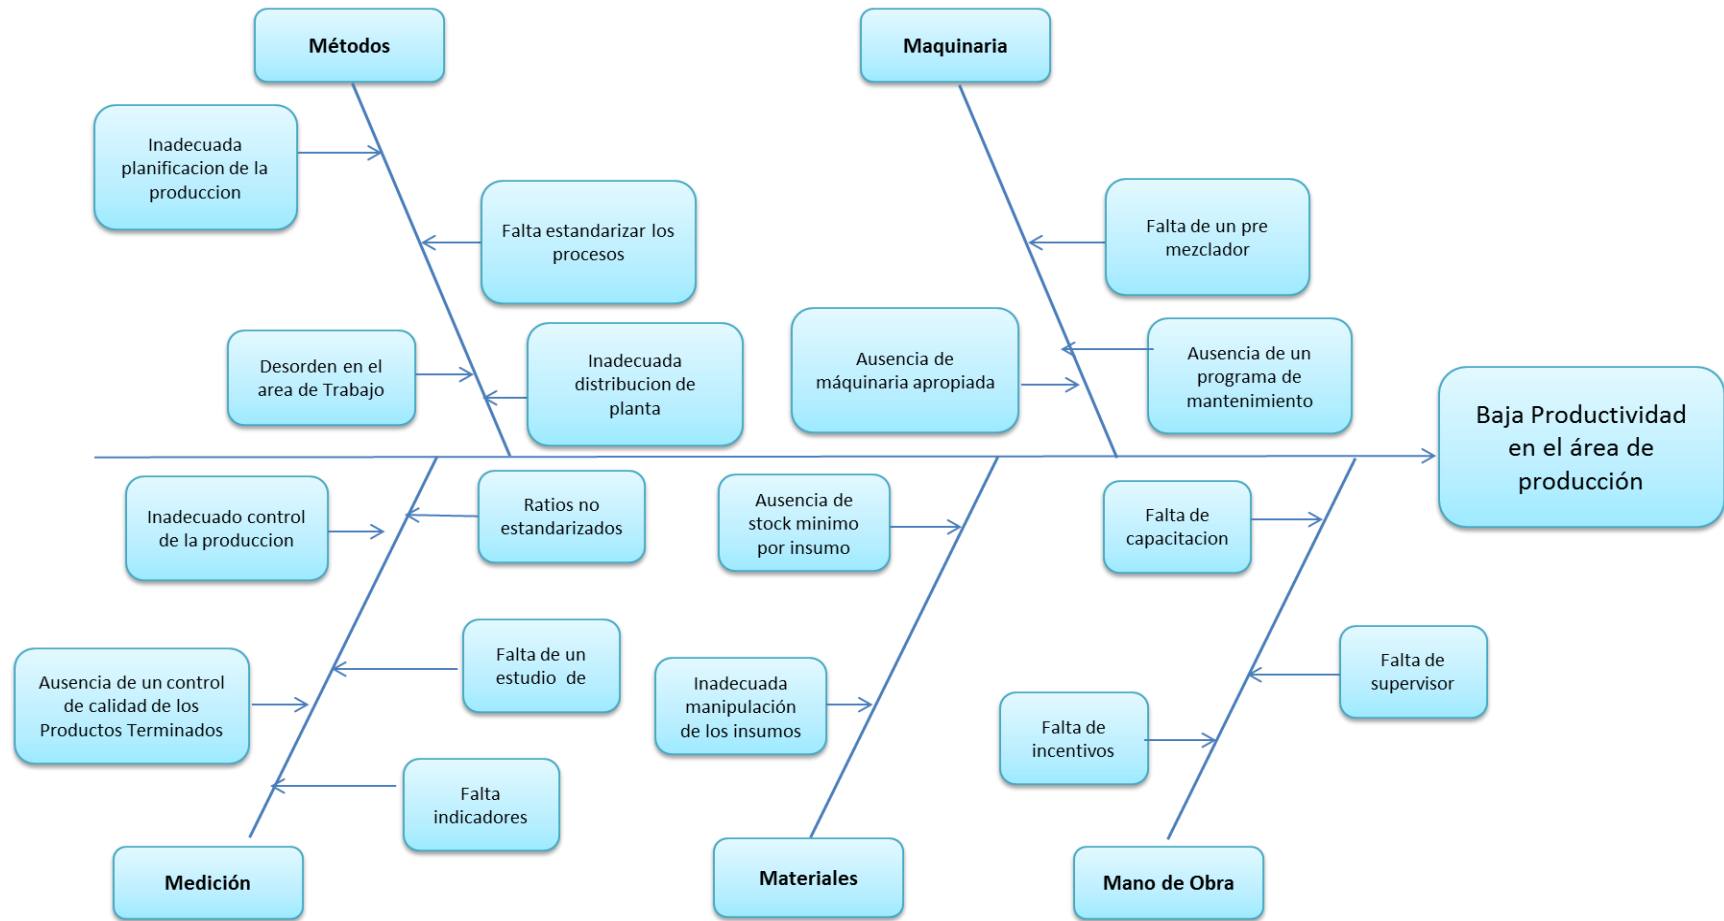 Métodos
Maquinaria
Inadecuada
planificacion de la
produccion
Falta estandarizar los
procesos
Falta de un pre
mezclador
Desorden en el
area de Trabajo
Inadecuada
distribucion de
planta
Ausencia de
máquinaria apropiada
Ausencia de un
programa de
mantenimiento
Baja Productividad
en el área de
producción
Inadecuado control
de la produccion
Ratios no
estandarizados
Ausencia de
stock minimo
por insumo
Falta de
capacitacion
Ausencia de un control
de calidad de los
Productos Terminados
Falta de un
estudio de
Inadecuada
manipulación
de los insumos
Falta de
supervisor
Falta de
incentivos
Falta
indicadores
Medición
Materiales
Mano de Obra